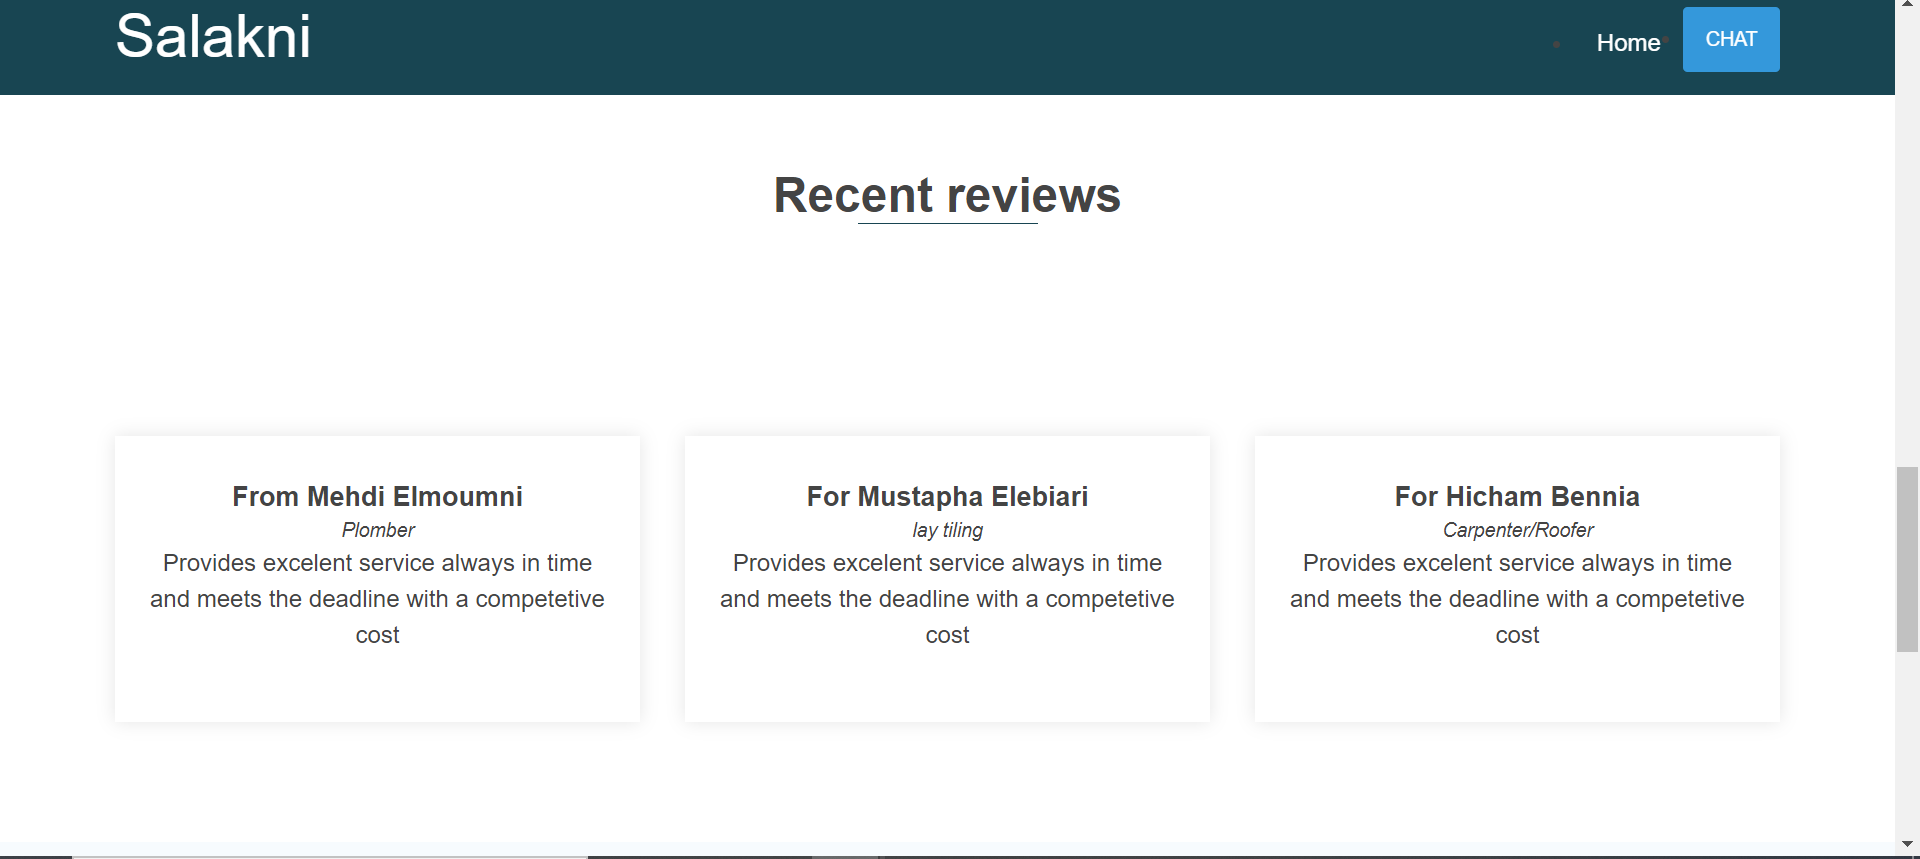 Salakni
Home
CHAT
Recent reviews
From Mehdi Elmoumni
Plomber
Provides excelent service always in time
and meets the deadline with a competetive
cost
For Mustapha Elebiari
lay tiling
Provides excelent service always in time
and meets the deadline with a competetive
cost
For Hicham Bennia
Carpenter/Roofer
Provides excelent service always in time
and meets the deadline with a competetive
cost